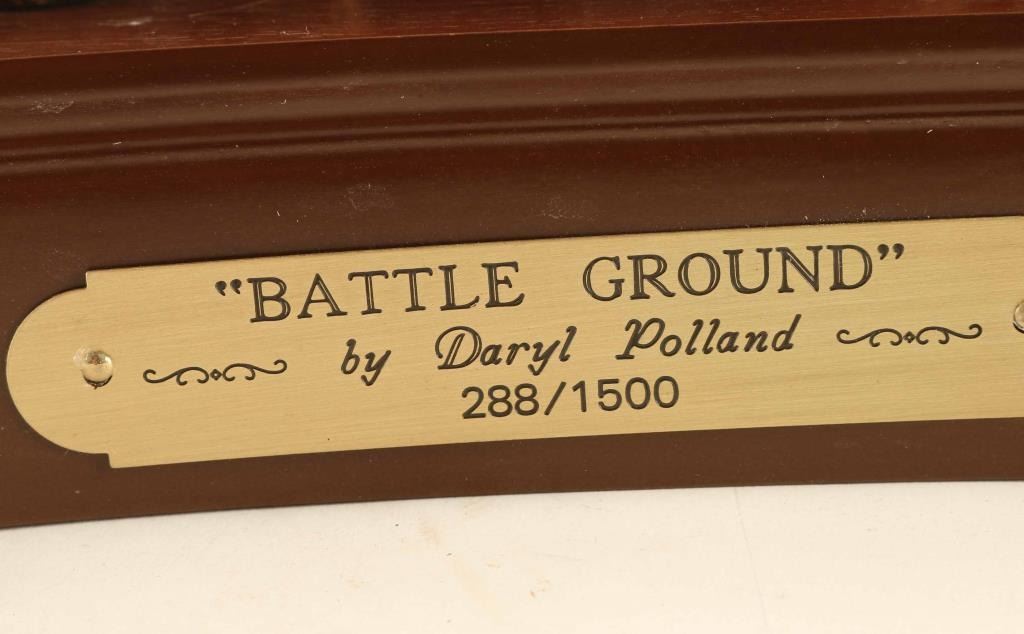 “BATTLE GROUND”
by Daryl Polland
288/1500